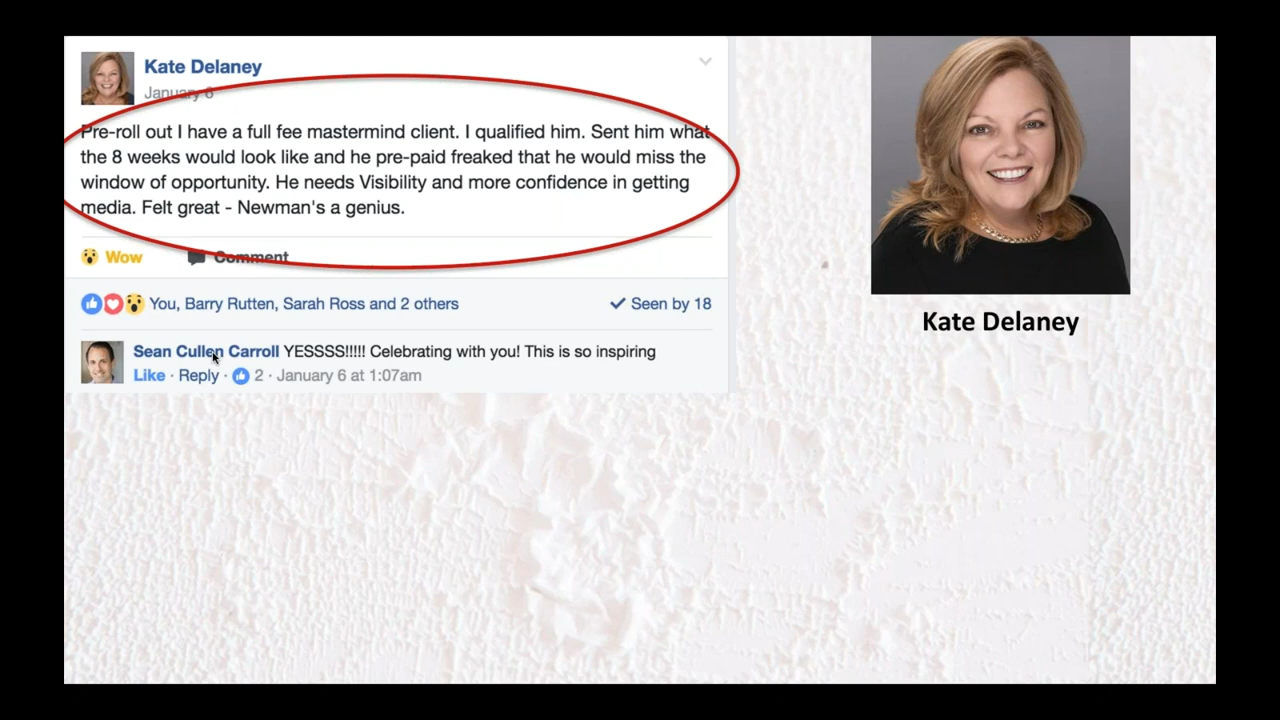 Kate Delaney
January 6
Pre-roll out I have a full fee mastermind client. I qualified him. Sent him what
the 8 weeks would look like and he pre-paid freaked that he would miss the
window of opportunity. He needs Visibility and more confidence in getting
media. Felt great - Newman's a genius.
Wow Comment
You, Barry Rutten, Sarah Ross and 2 others Seen by 18
Sean Cullen Carroll YESSSS!!!!! Celebrating with you! This is so inspiring
Like · Reply · 2 · January 6 at 1:07am
Kate Delaney